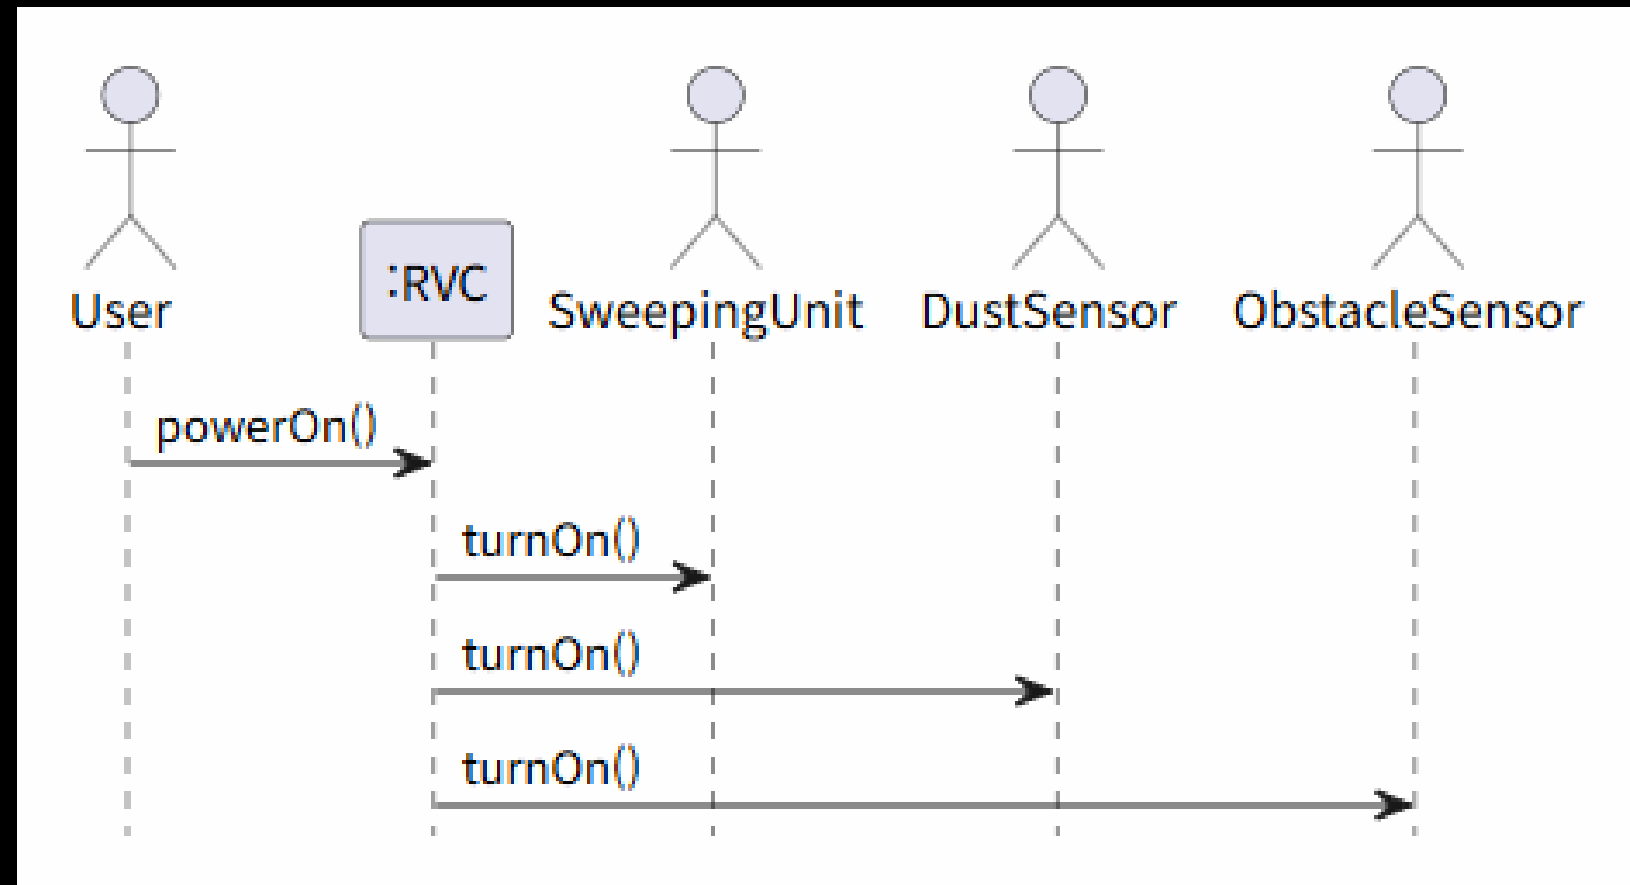 :RVC
User
SweepingUnit
DustSensor
ObstacleSensor
powerOn()
turnOn()
turnOn()
turnOn()